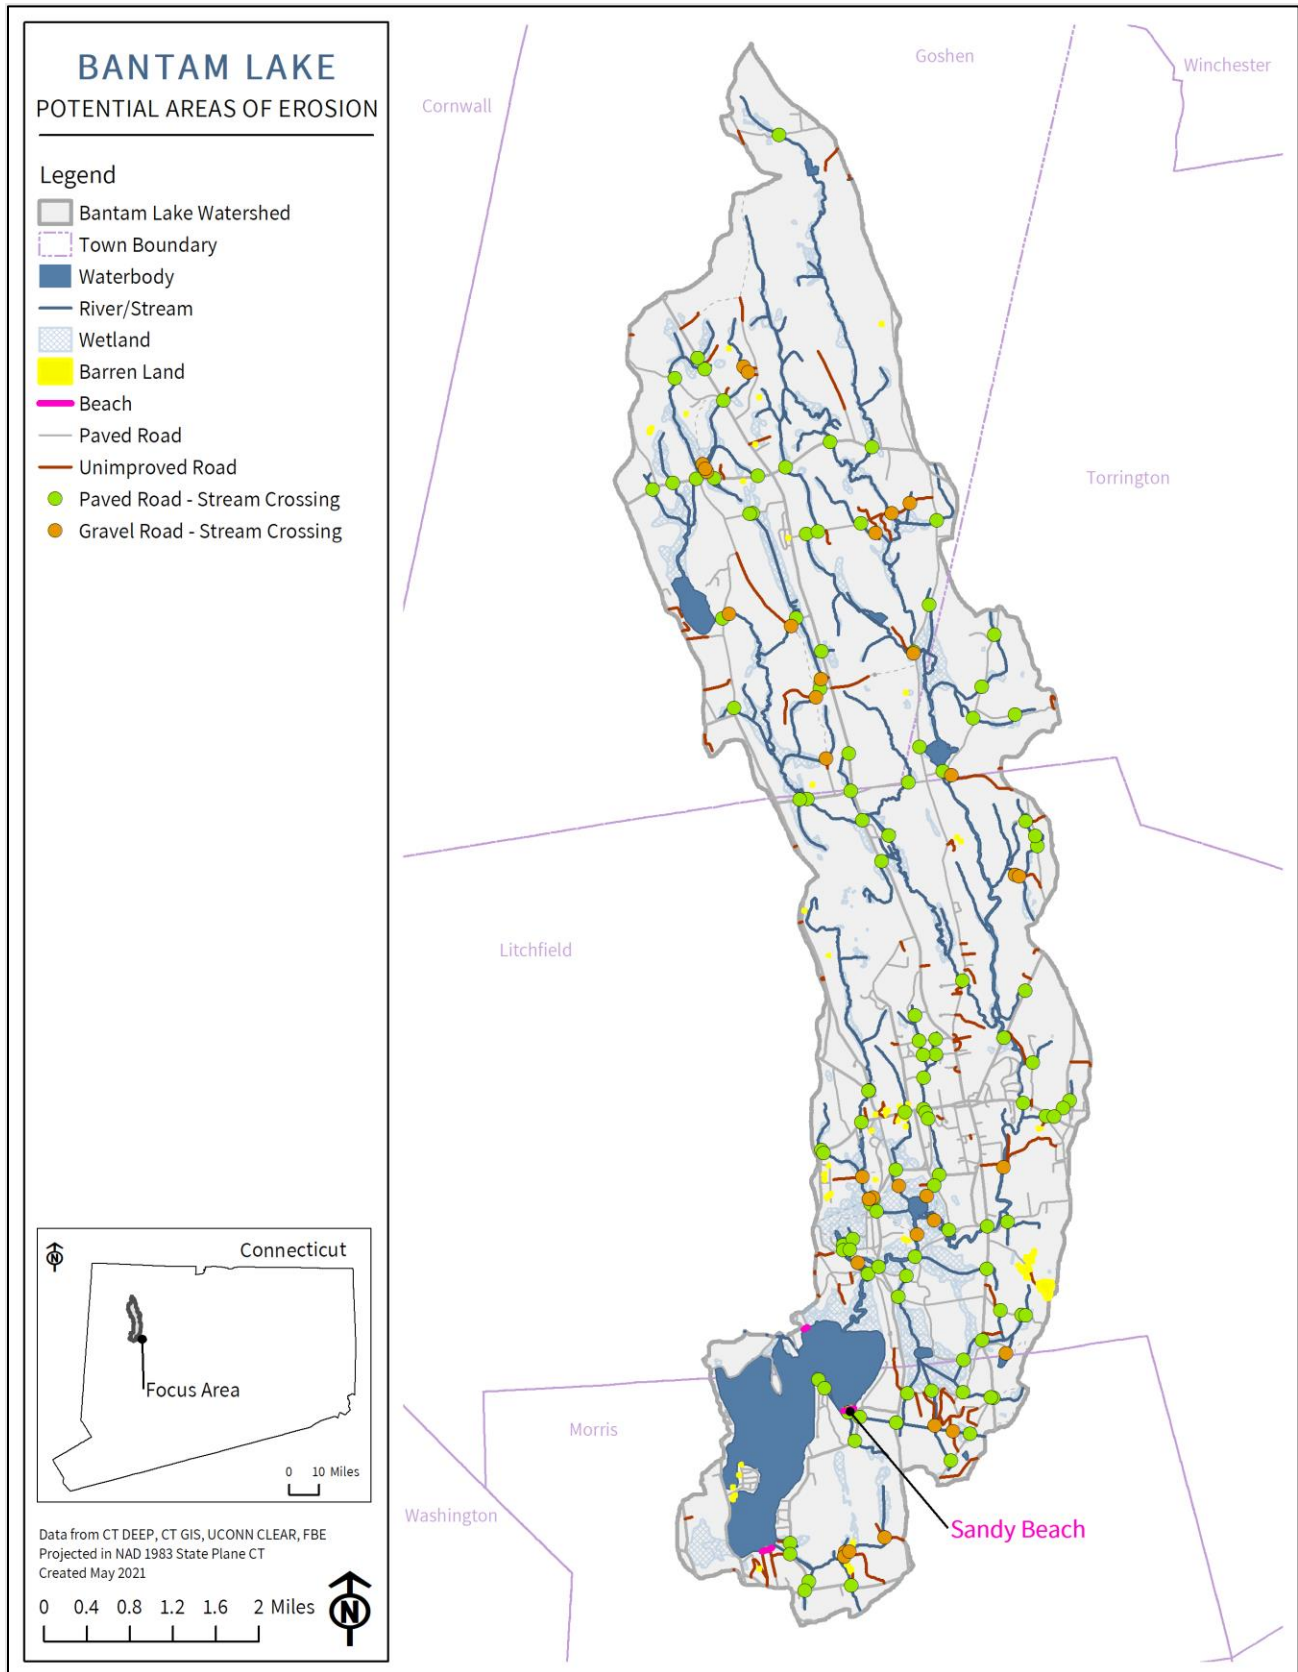 BANTAM LAKE
POTENTIAL AREAS OF EROSION
Legend
Bantam Lake Watershed
Town Boundary
Waterbody
River/Stream
Wetland
Barren Land
Beach
Paved Road
Unimproved Road
Paved Road - Stream Crossing
Gravel Road - Stream Crossing
N
Connecticut
Focus Area
0 10 Miles
Data from CT DEEP, CT GIS, UCONN CLEAR, FBE
Projected in NAD 1983 State Plane CT
Created May 2021
0 0.4 0.8 1.2 1.6 2 Miles
N
Goshen
Winchester
Cornwall
Torrington
Litchfield
Morris
Washington
Sandy Beach